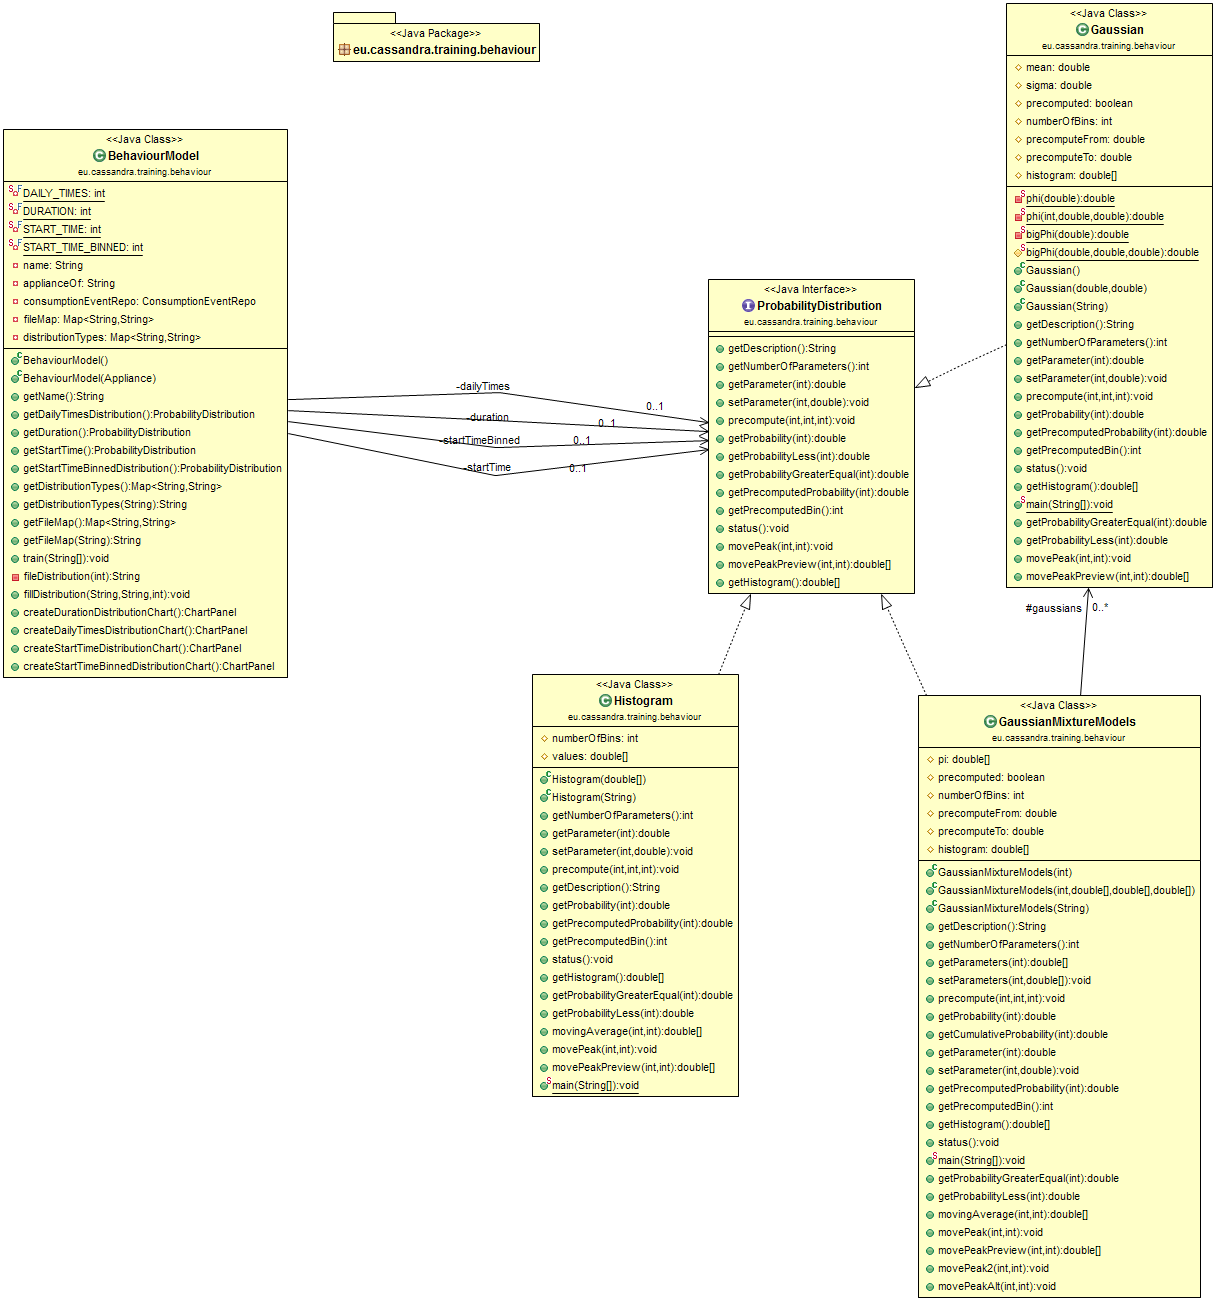 <<Java Package>>
eu.cassandra.training.behaviour
<<Java Class>>
BehaviourModel
eu.cassandra.training.behaviour
DAILY_TIMES: int
DURATION: int
START_TIME: int
START_TIME_BINNED: int
name: String
applianceOf: String
consumptionEventRepo: ConsumptionEventRepo
fileMap: Map<String,String>
distributionTypes: Map<String,String>
BehaviourModel()
BehaviourModel(Appliance)
getName():String
getDailyTimesDistribution():ProbabilityDistribution
getDuration():ProbabilityDistribution
getStartTime():ProbabilityDistribution
getStartTimeBinnedDistribution():ProbabilityDistribution
getDistributionTypes():Map<String,String>
getDistributionTypes(String):String
getFileMap():Map<String,String>
getFileMap(String):String
train(String[]):void
fileDistribution(int):String
fillDistribution(String,String,int):void
createDurationDistributionChart():ChartPanel
createDailyTimesDistributionChart():ChartPanel
createStartTimeDistributionChart():ChartPanel
createStartTimeBinnedDistributionChart():ChartPanel
-dailyTimes
0..1
-duration
0..1
-startTimeBinned
0..1
-startTime
0..1
<<Java Interface>>
ProbabilityDistribution
eu.cassandra.training.behaviour
getDescription():String
getNumberOfParameters():int
getParameter(int):double
setParameter(int,double):void
precompute(int,int,int):void
getProbability(int):double
getProbabilityLess(int):double
getProbabilityGreaterEqual(int):double
getPrecomputedProbability(int):double
getPrecomputedBin():int
status():void
movePeak(int,int):void
movePeakPreview(int,int):double[]
getHistogram():double[]
<<Java Class>>
Gaussian
eu.cassandra.training.behaviour
mean: double
sigma: double
precomputed: boolean
numberOfBins: int
precomputeFrom: double
precomputeTo: double
histogram: double[]
phi(double):double
phi(int,double,double):double
bigPhi(double):double
bigPhi(double,double,double):double
Gaussian()
Gaussian(double,double)
Gaussian(String)
getDescription():String
getNumberOfParameters():int
getParameter(int):double
setParameter(int,double):void
precompute(int,int,int):void
getProbability(int):double
getPrecomputedProbability(int):double
getPrecomputedBin():int
status():void
getHistogram():double[]
main(String[]):void
getProbabilityGreaterEqual(int):double
getProbabilityLess(int):double
movePeak(int,int):void
movePeakPreview(int,int):double[]
#gaussians
0..*
<<Java Class>>
Histogram
eu.cassandra.training.behaviour
numberOfBins: int
values: double[]
Histogram(double[])
Histogram(String)
getNumberOfParameters():int
getParameter(int):double
setParameter(int,double):void
precompute(int,int,int):void
getDescription():String
getProbability(int):double
getPrecomputedProbability(int):double
getPrecomputedBin():int
status():void
getHistogram():double[]
getProbabilityGreaterEqual(int):double
getProbabilityLess(int):double
movingAverage(int,int):double[]
movePeak(int,int):void
movePeakPreview(int,int):double[]
main(String[]):void
<<Java Class>>
GaussianMixtureModels
eu.cassandra.training.behaviour
pi: double[]
precomputed: boolean
numberOfBins: int
precomputeFrom: double
precomputeTo: double
histogram: double[]
GaussianMixtureModels(int)
GaussianMixtureModels(int,double[],double[],double[])
GaussianMixtureModels(String)
getDescription():String
getNumberOfParameters():int
getParameters(int):double[]
setParameters(int,double[]):void
precompute(int,int,int):void
getProbability(int):double
getCumulativeProbability(int):double
getParameter(int):double
setParameter(int,double):void
getPrecomputedProbability(int):double
getPrecomputedBin():int
getHistogram():double[]
status():void
main(String[]):void
getProbabilityGreaterEqual(int):double
getProbabilityLess(int):double
movingAverage(int,int):double[]
movePeak(int,int):void
movePeakPreview(int,int):double[]
movePeak2(int,int):void
movePeakAlt(int,int):void